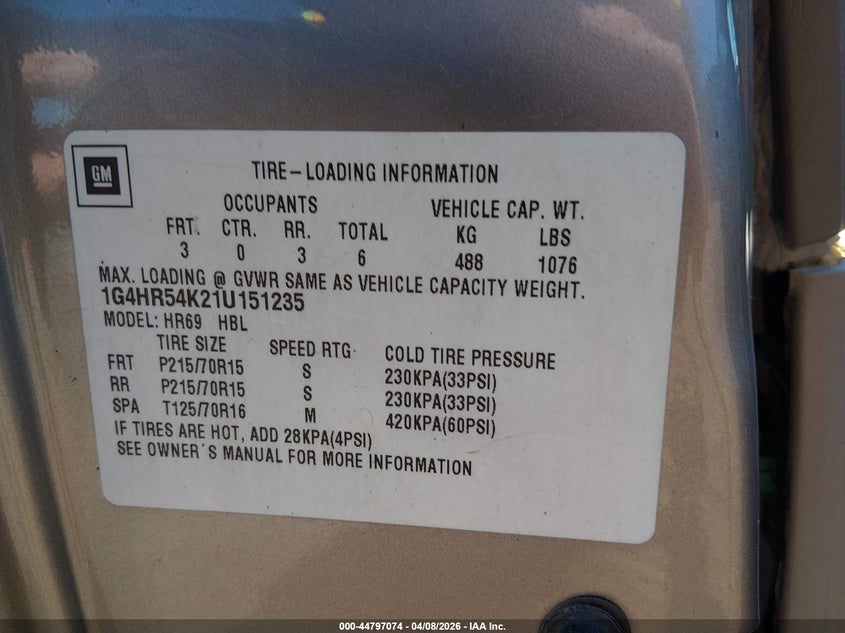 GM
TIRE-LOADING INFORMATION
OCCUPANTS VEHICLE CAP. WT.
FRT. CTR. RR. TOTAL KG LBS
3 0 3 6 488 1076
MAX. LOADING @ GVWR SAME AS VEHICLE CAPACITY WEIGHT.
1G4HR54K21U151235
MODEL: HR69 HBL
TIRE SIZE SPEED RTG COLD TIRE PRESSURE
FRT P215/70R15 S 230KPA(33PSI)
RR P215/70R15 S 230KPA(33PSI)
SPA T125/70R16 M 420KPA(60PSI)
IF TIRES ARE HOT, ADD 28KPA(4PSI)
SEE OWNER'S MANUAL FOR MORE INFORMATION
000-44797074 | 04/08/2026 - IAA Inc.